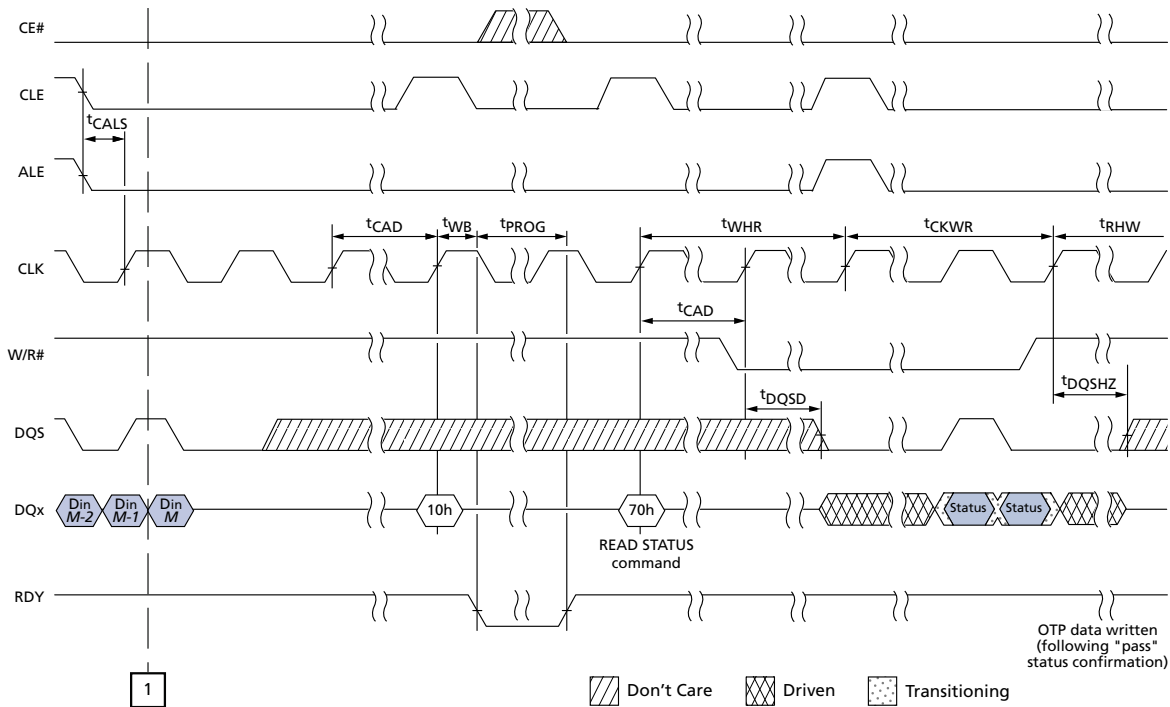 CE#
CLE
tCALS
ALE
tCAD
tWB
tPROG
tWHR
tCKWR
tRHW
CLK
tCAD
W/R#
tDQSD
tDQSHZ
DQS
DQx
Din
M-2
Din
M-1
Din
M
10h
70h
Status
Status
READ STATUS
command
RDY
OTP data written
(following "pass"
status confirmation)
1
Don't Care
Driven
Transitioning